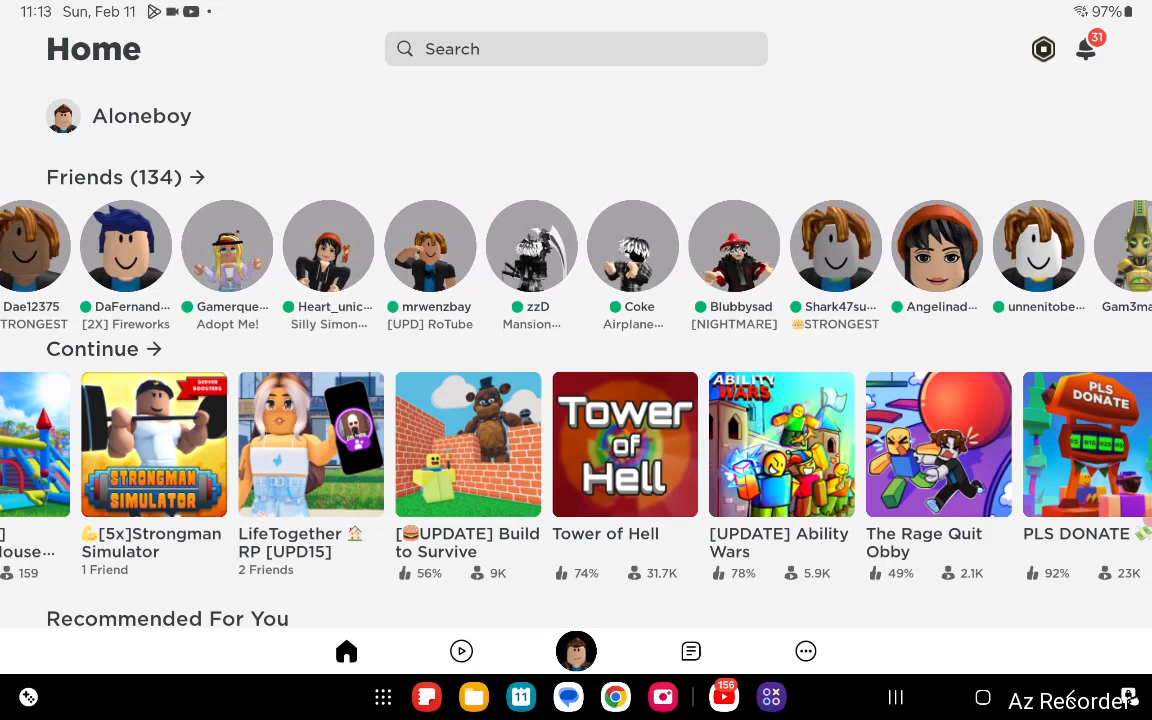 11:13 Sun, Feb 11
97%
Home
Search
31
Aloneboy
Friends (134) →
Dae12375
DaFernand...
Gamerque...
Heart_unic...
mrwenzbay
zzD
Coke
Blubbysad
Shark47su...
Angelinad...
unnenitobe...
Gam3ma
TRONGEST
[2X] Fireworks
Adopt Me!
Silly Simon...
[UPD] RoTube
Mansion...
Airplane...
[NIGHTMARE]
👑STRONGEST
Continue →
SERVER BOOSTERS
STRONGMAN
SIMULATOR
Tower
of
Hell
ABILITY
WARS
PLS
DONATE
]
House...
159
💪[5x]Strongman
Simulator
1 Friend
LifeTogether 🏠
RP [UPD15]
2 Friends
[🍔UPDATE] Build
to Survive
56% 9K
Tower of Hell
74% 31.7K
[UPDATE] Ability
Wars
78% 5.9K
The Rage Quit
Obby
49% 2.1K
PLS DONATE 💸
92% 23K
Recommended For You
11
156
Az Recorder